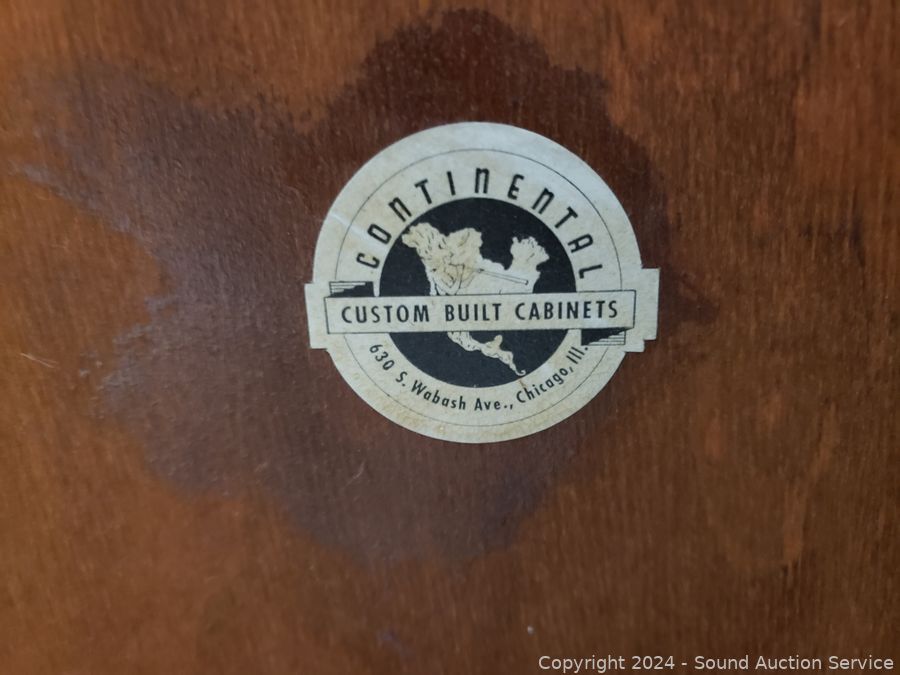 CONTINENTAL
CUSTOM BUILT CABINETS
630 S. Wabash Ave., Chicago, Ill.
Copyright 2024 - Sound Auction Service